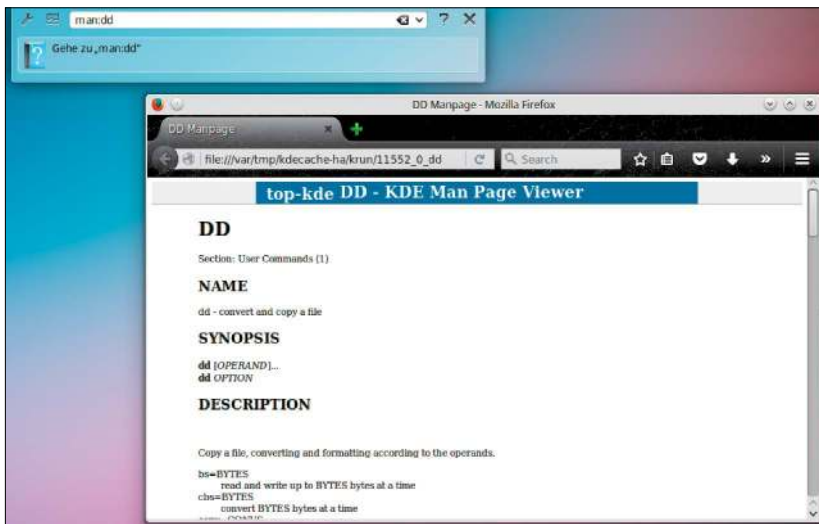 man:dd
Gehe zu „man:dd“
DD Manpage - Mozilla Firefox
DD Manpage
file:///var/tmp/kdecache-ha/krun/11552_0_dd
Search
top-kde DD - KDE Man Page Viewer
DD
Section: User Commands (1)
NAME
dd - convert and copy a file
SYNOPSIS
dd [OPERAND]...
dd OPTION
DESCRIPTION
Copy a file, converting and formatting according to the operands.
bs=BYTES
read and write up to BYTES bytes at a time
cbs=BYTES
convert BYTES bytes at a time